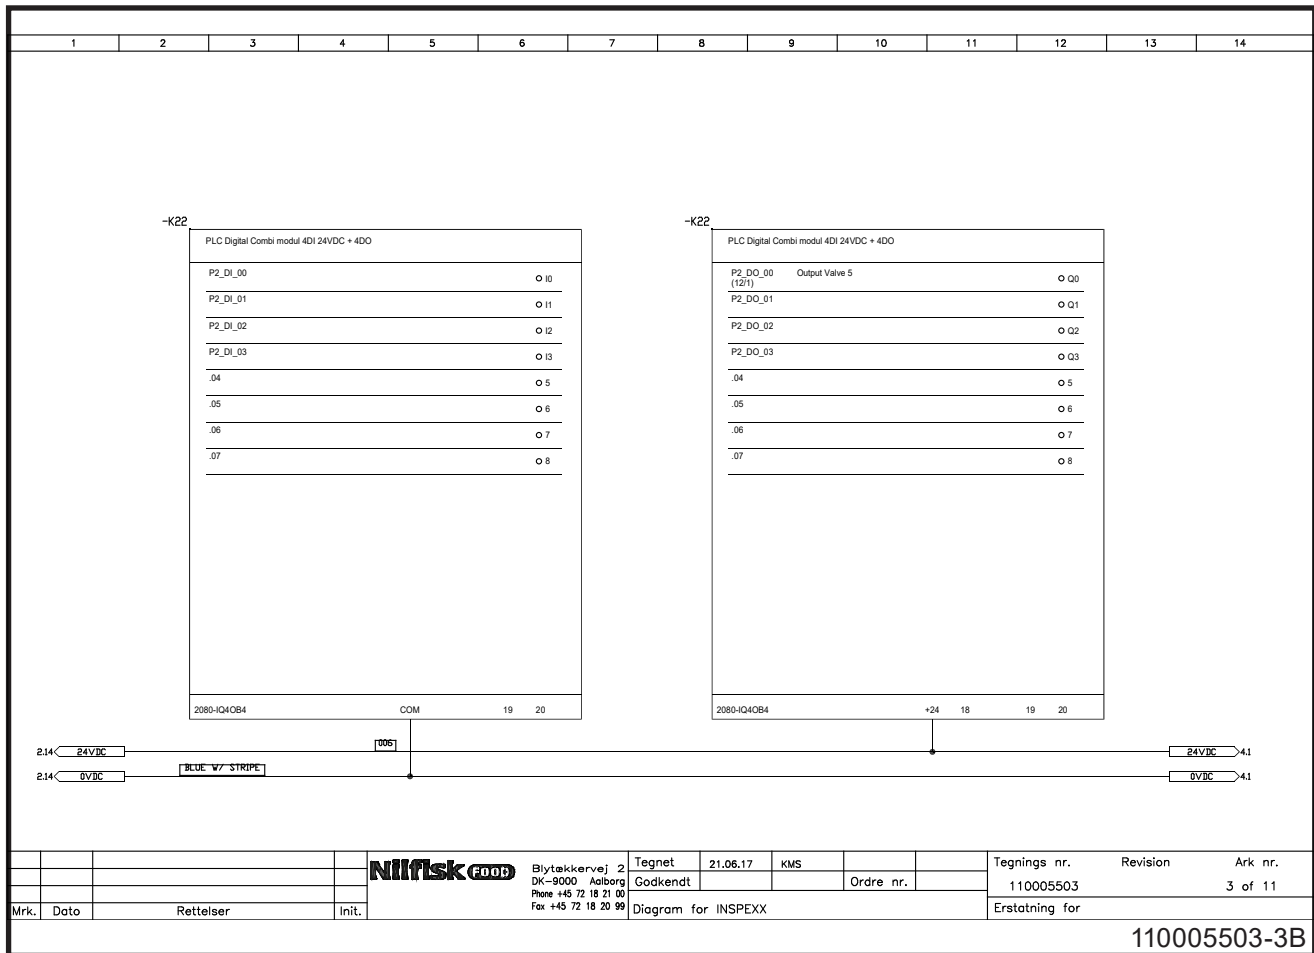 1 2 3 4 5 6 7 8 9 10 11 12 13 14
-K22 -K22
PLC Digital Combi modul 4DI 24VDC + 4DO
P2_DI_00 I0
P2_DI_01 I1
P2_DI_02 I2
P2_DI_03 I3
.04 5
.05 6
.06 7
.07 8
2080-IQ4OB4 COM 19 20
PLC Digital Combi modul 4DI 24VDC + 4DO
P2_DO_00 Output Valve 5 Q0
(12/1)
P2_DO_01 Q1
P2_DO_02 Q2
P2_DO_03 Q3
.04 5
.05 6
.06 7
.07 8
2080-IQ4OB4 +24 18 19 20
006
2.14 24VDC 24VDC 4.1
BLUE W/ STRIPE
2.14 0VDC 0VDC 4.1
Mrk. Dato Rettelser Init.
Nilfisk FOOD
Blytækkervej 2
DK-9000 Aalborg
Phone +45 72 18 21 00
Fax +45 72 18 20 99
Tegnet 21.06.17 KMS
Godkendt Ordre nr.
Diagram for INSPEXX
Tegnings nr. Revision Ark nr.
110005503 3 of 11
Erstatning for
110005503-3B